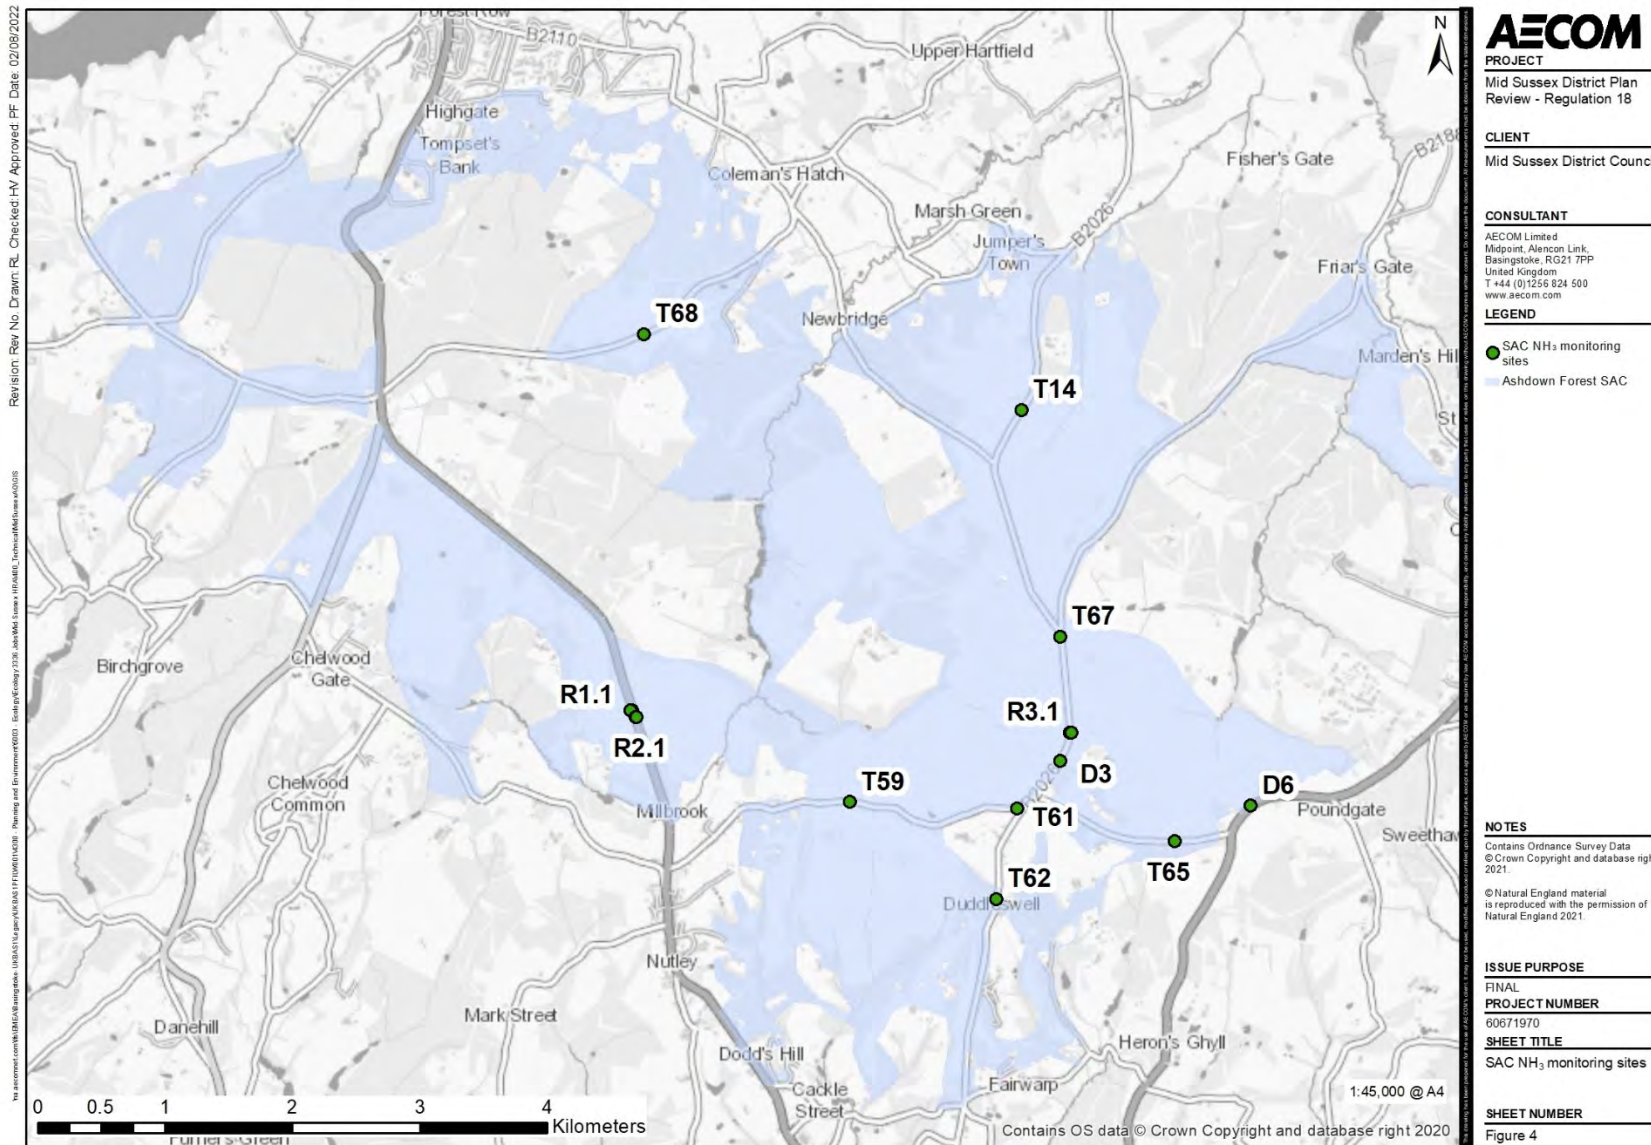 Revision: Rev No. Drawn: RL Checked: HV Approved: PF Date: 02/08/2022
Forest Row
B2110
Upper Hartfield
N
Highgate
Tompset's
Bank
Coleman's Hatch
Fisher's Gate
B2188
Marsh Green
Jumper's
Town
B2026
Friar's Gate
T68
Newbridge
Marden's Hil
T14
St
T67
Birchgrove
Chelwood
Gate
R1.1
R2.1
R3.1
D3
Chelwood
Common
T59
D6
Millbrook
T61
Poundgate
B2026
Sweethaw
T65
T62
Duddleswell
Nutley
Mark Street
Danehill
Heron's Ghyll
Dodd's Hill
Fairwarp
Cackle
Street
1:45,000 @ A4
0 0.5 1 2 3 4
Kilometers
Furner's Green
Contains OS data © Crown Copyright and database right 2020
AECOM
PROJECT
Mid Sussex District Plan
Review - Regulation 18
CLIENT
Mid Sussex District Counc
CONSULTANT
AECOM Limited
Midpoint, Alencon Link,
Basingstoke, RG21 7PP
United Kingdom
T +44 (0)1256 824 500
www.aecom.com
LEGEND
SAC NH₃ monitoring
sites
Ashdown Forest SAC
NOTES
Contains Ordnance Survey Data
© Crown Copyright and database righ
2021.
© Natural England material
is reproduced with the permission of
Natural England 2021.
ISSUE PURPOSE
FINAL
PROJECT NUMBER
60671970
SHEET TITLE
SAC NH₃ monitoring sites
SHEET NUMBER
Figure 4